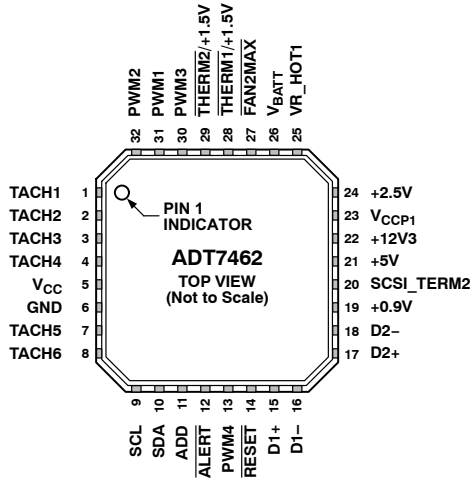 32 PWM2
31 PWM1
30 PWM3
29 THERM2/+1.5V
28 THERM1/+1.5V
27 FAN2MAX
26 VBATT
25 VR_HOT1
TACH1 1
TACH2 2
TACH3 3
TACH4 4
VCC 5
GND 6
TACH5 7
TACH6 8
PIN 1
INDICATOR
ADT7462
TOP VIEW
(Not to Scale)
24 +2.5V
23 VCCP1
22 +12V3
21 +5V
20 SCSI_TERM2
19 +0.9V
18 D2–
17 D2+
9 SCL
10 SDA
11 ADD
12 ALERT
13 PWM4
14 RESET
15 D1+
16 D1–